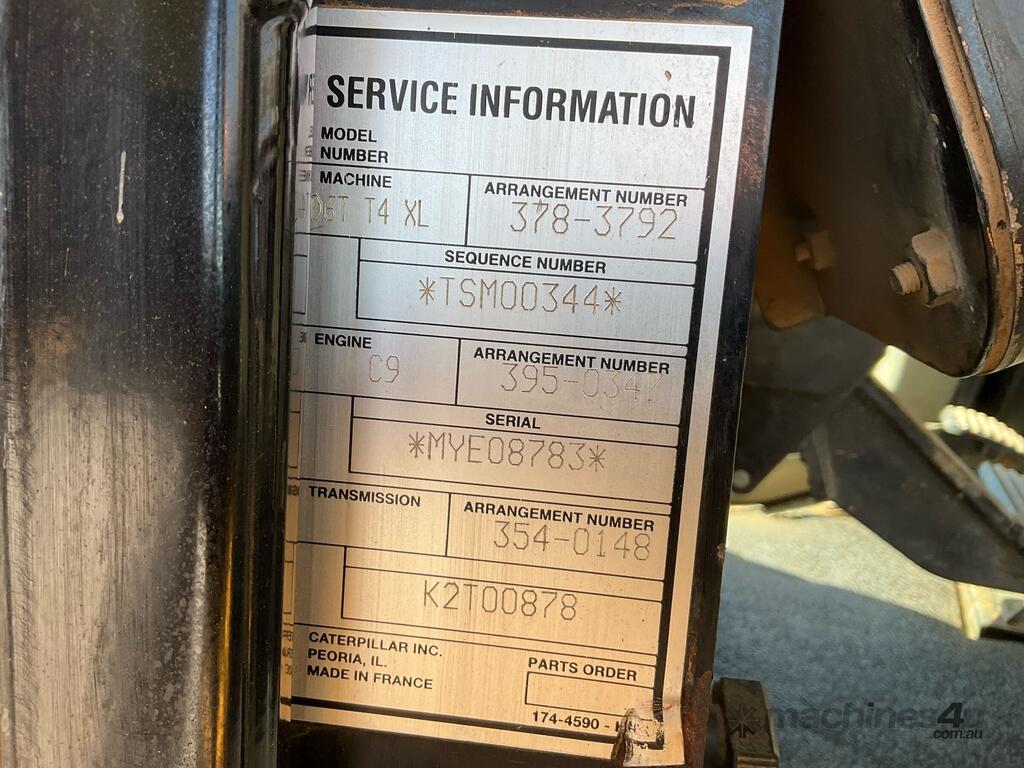 SERVICE INFORMATION
MODEL
NUMBER
MACHINE
D6T T4 XL
ARRANGEMENT NUMBER
378-3792
SEQUENCE NUMBER
*TSM00344*
ENGINE
C9
ARRANGEMENT NUMBER
395-0347
SERIAL
*MYE08783*
TRANSMISSION
ARRANGEMENT NUMBER
354-0148
K2T00878
CATERPILLAR INC.
PEORIA, IL.
MADE IN FRANCE
PARTS ORDER
174-4590 -
machines4u
.com.au